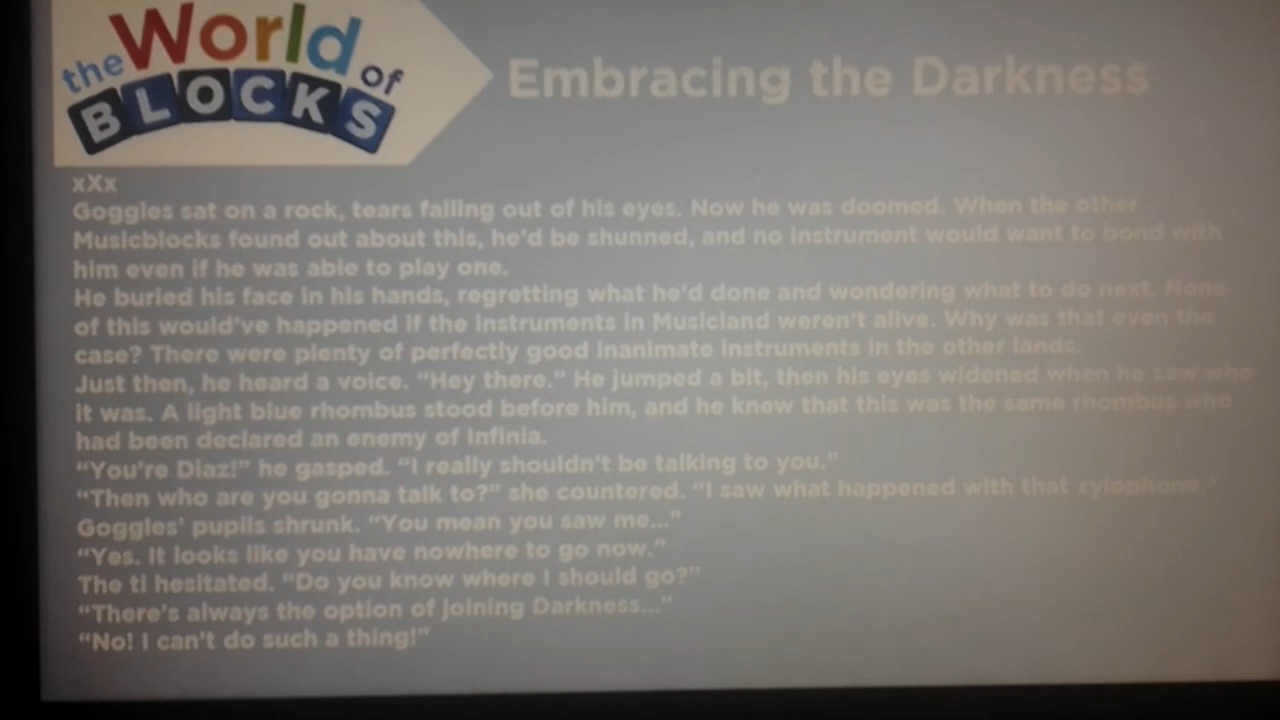 the World of
BLOCKS
Embracing the Darkness
xXx
Goggles sat on a rock, tears falling out of his eyes. Now he was doomed. When the other
Musicblocks found out about this, he'd be shunned, and no instrument would want to bond with
him even if he was able to play one.
He buried his face in his hands, regretting what he'd done and wondering what to do next. None
of this would've happened if the instruments in Musicland weren't alive. Why was that even the
case? There were plenty of perfectly good inanimate instruments in the other lands.
Just then, he heard a voice. “Hey there.” He jumped a bit, then his eyes widened when he saw who
it was. A light blue rhombus stood before him, and he knew that this was the same rhombus who
had been declared an enemy of Infinia.
“You're Diaz!” he gasped. “I really shouldn't be talking to you.”
“Then who are you gonna talk to?” she countered. “I saw what happened with that xylophone.”
Goggles' pupils shrunk. “You mean you saw me...”
“Yes. It looks like you have nowhere to go now.”
The ti hesitated. “Do you know where I should go?”
“There's always the option of joining Darkness...”
“No! I can't do such a thing!”